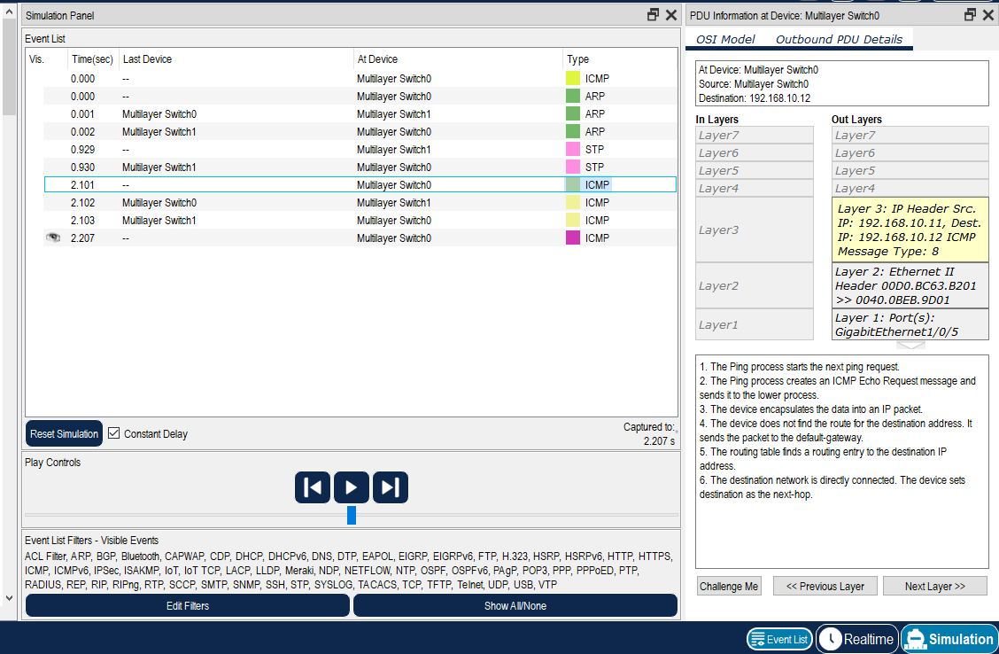 Simulation Panel
Event List
Vis. Time(sec) Last Device At Device Type
0.000 -- Multilayer Switch0 ICMP
0.000 -- Multilayer Switch0 ARP
0.001 Multilayer Switch0 Multilayer Switch1 ARP
0.002 Multilayer Switch1 Multilayer Switch0 ARP
0.929 -- Multilayer Switch1 STP
0.930 Multilayer Switch1 Multilayer Switch0 STP
2.101 -- Multilayer Switch0 ICMP
2.102 Multilayer Switch0 Multilayer Switch1 ICMP
2.103 Multilayer Switch1 Multilayer Switch0 ICMP
2.207 -- Multilayer Switch0 ICMP
Reset Simulation Constant Delay
Captured to:
2.207 s
Play Controls
Event List Filters - Visible Events
ACL Filter, ARP, BGP, Bluetooth, CAPWAP, CDP, DHCP, DHCPv6, DNS, DTP, EAPOL, EIGRP, EIGRPv6, FTP, H.323, HSRP, HSRPv6, HTTP, HTTPS,
ICMP, ICMPv6, IPSec, ISAKMP, IoT, IoT TCP, LACP, LLDP, Meraki, NDP, NETFLOW, NTP, OSPF, OSPFv6, PAgP, POP3, PPP, PPPoED, PTP,
RADIUS, REP, RIP, RIPng, RTP, SCCP, SMTP, SNMP, SSH, STP, SYSLOG, TACACS, TCP, TFTP, Telnet, UDP, USB, VTP
Edit Filters Show All/None
PDU Information at Device: Multilayer Switch0
OSI Model Outbound PDU Details
At Device: Multilayer Switch0
Source: Multilayer Switch0
Destination: 192.168.10.12
In Layers Out Layers
Layer7 Layer7
Layer6 Layer6
Layer5 Layer5
Layer4 Layer4
Layer3
Layer 3: IP Header Src.
IP: 192.168.10.11, Dest.
IP: 192.168.10.12 ICMP
Message Type: 8
Layer2
Layer 2: Ethernet II
Header 00D0.BC63.B201
>> 0040.0BEB.9D01
Layer1
Layer 1: Port(s):
GigabitEthernet1/0/5
1. The Ping process starts the next ping request.
2. The Ping process creates an ICMP Echo Request message and
sends it to the lower process.
3. The device encapsulates the data into an IP packet.
4. The device does not find the route for the destination address. It
sends the packet to the default-gateway.
5. The routing table finds a routing entry to the destination IP
address.
6. The destination network is directly connected. The device sets
destination as the next-hop.
Challenge Me << Previous Layer Next Layer >>
Event List Realtime Simulation